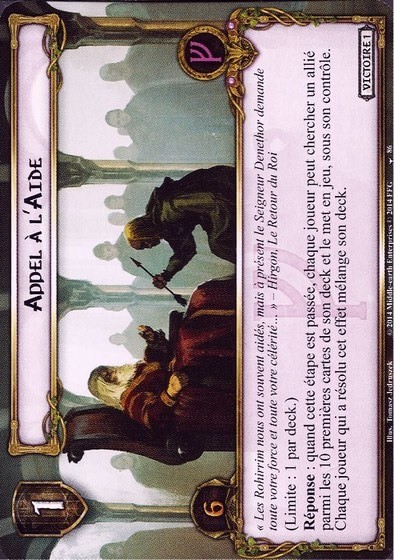 1
APPEL À L'AIDE
6
« Les Rohirrim nous ont souvent aidés, mais à présent le Seigneur Denethor demande
toute votre force et toute votre célérité… » – Hirgon, Le Retour du Roi
(Limite : 1 par deck.)
Réponse : quand cette étape est passée, chaque joueur peut chercher un allié
parmi les 10 premières cartes de son deck et le met en jeu, sous son contrôle.
Chaque joueur qui a résolu cet effet mélange son deck.
VICTOIRE 1
Illus. Tomasz Jedruszek © 2014 Middle-earth Enterprises © 2014 FFG 86